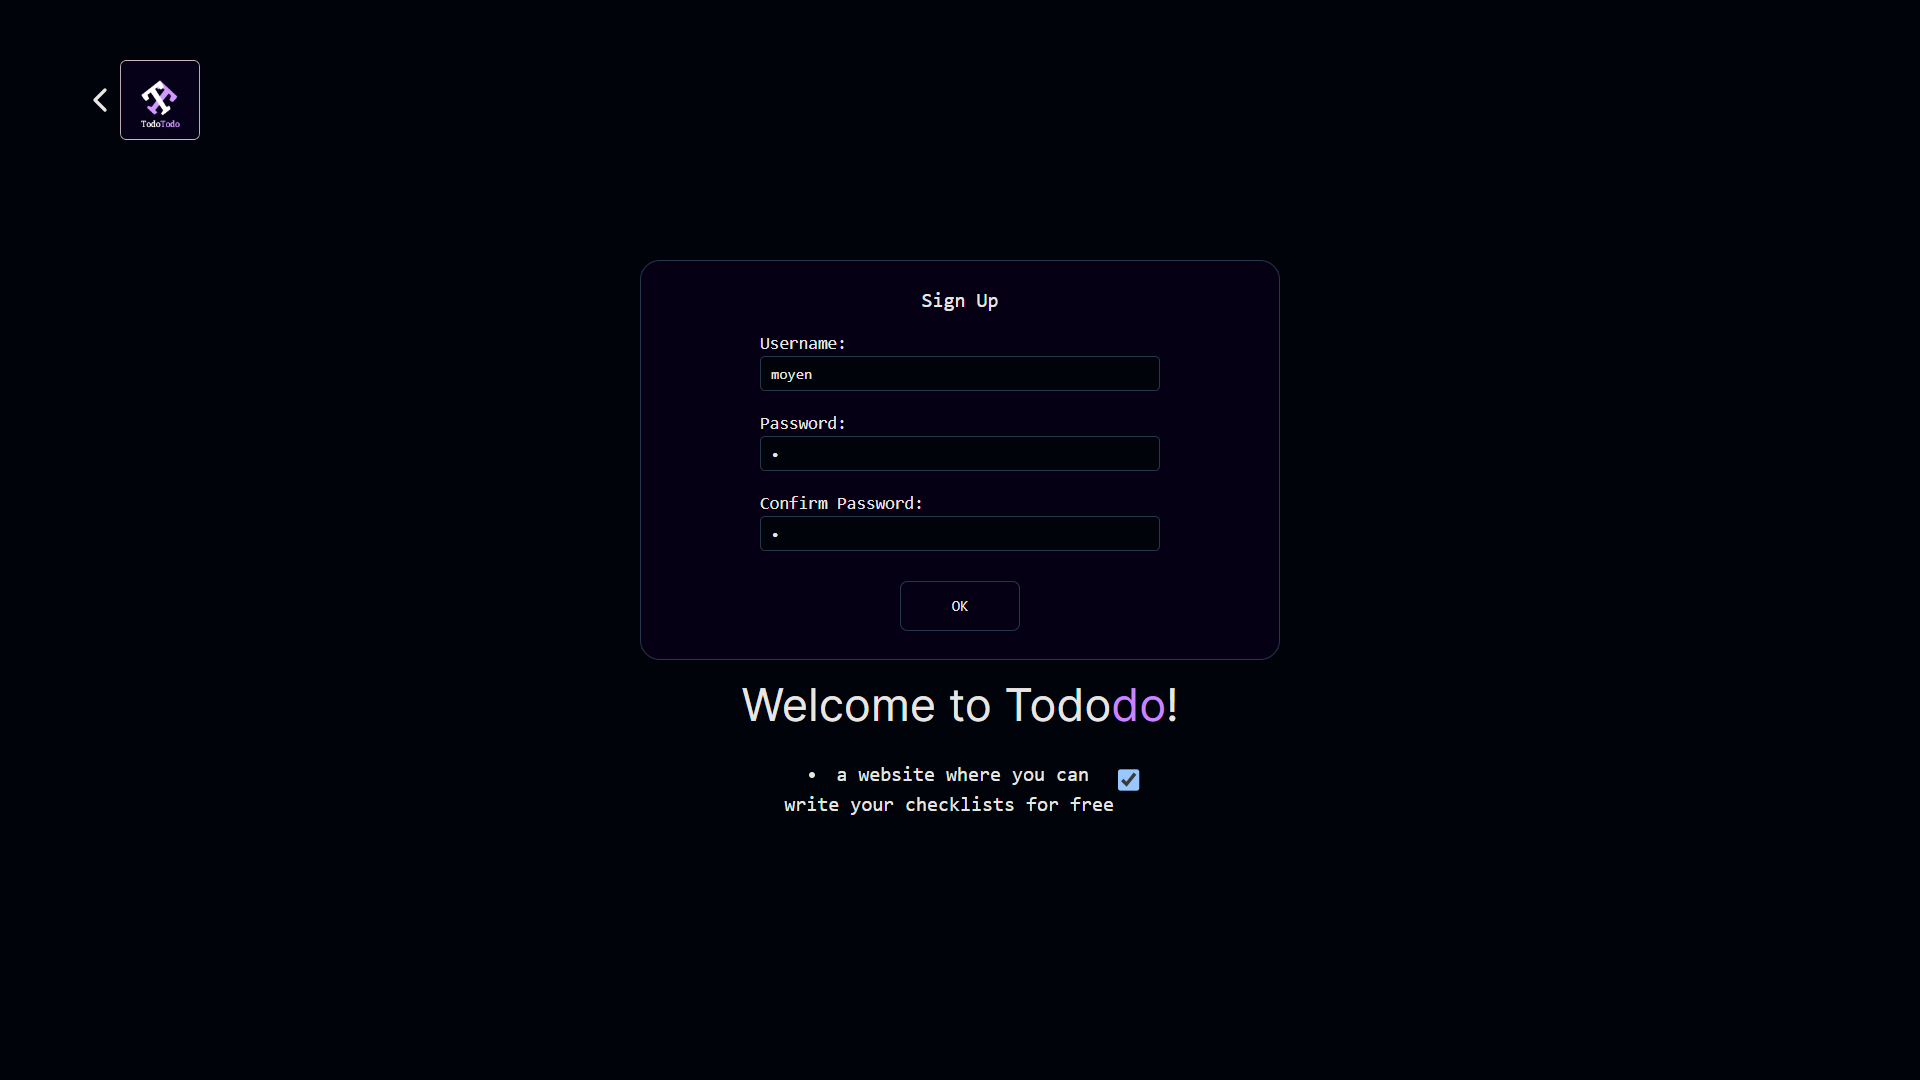 TodoTodo
Sign Up
Username:
moyen
Password:
•
Confirm Password:
•
OK
Welcome to Tododo!
• a website where you can
write your checklists for free